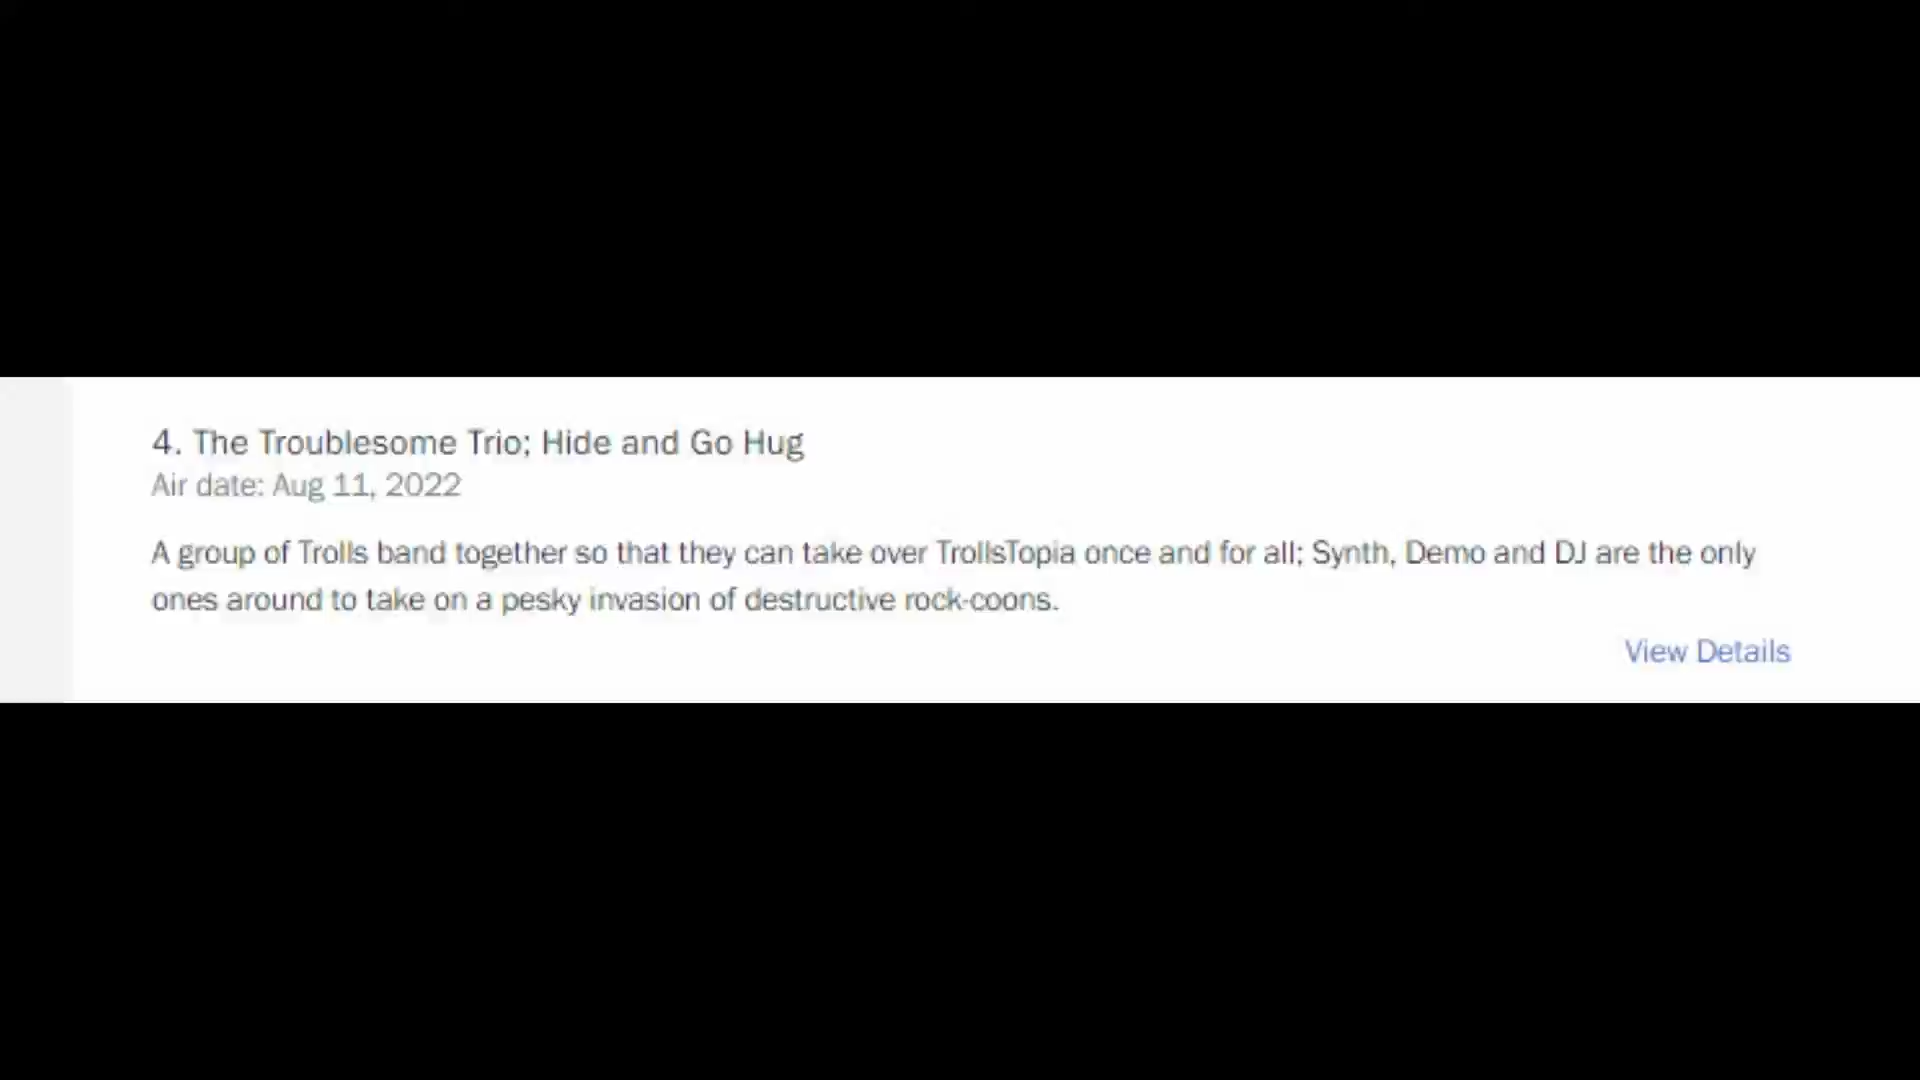 4. The Troublesome Trio; Hide and Go Hug
Air date: Aug 11, 2022
A group of Trolls band together so that they can take over TrollsTopia once and for all; Synth, Demo and DJ are the only
ones around to take on a pesky invasion of destructive rock-coons.
View Details